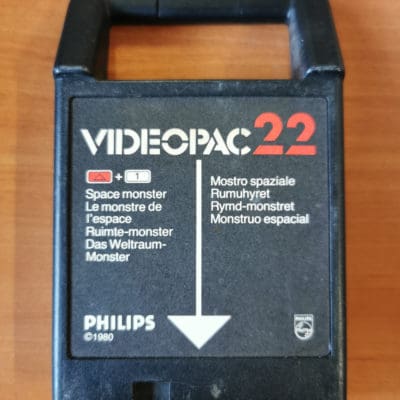 VIDEOPAC 22
+ 1
Space monster
Le monstre de
l'espace
Ruimte-monster
Das Weltraum-
Monster
Mostro spaziale
Rumuhyret
Rymd-monstret
Monstruo espacial
PHILIPS
©1980
PHILIPS